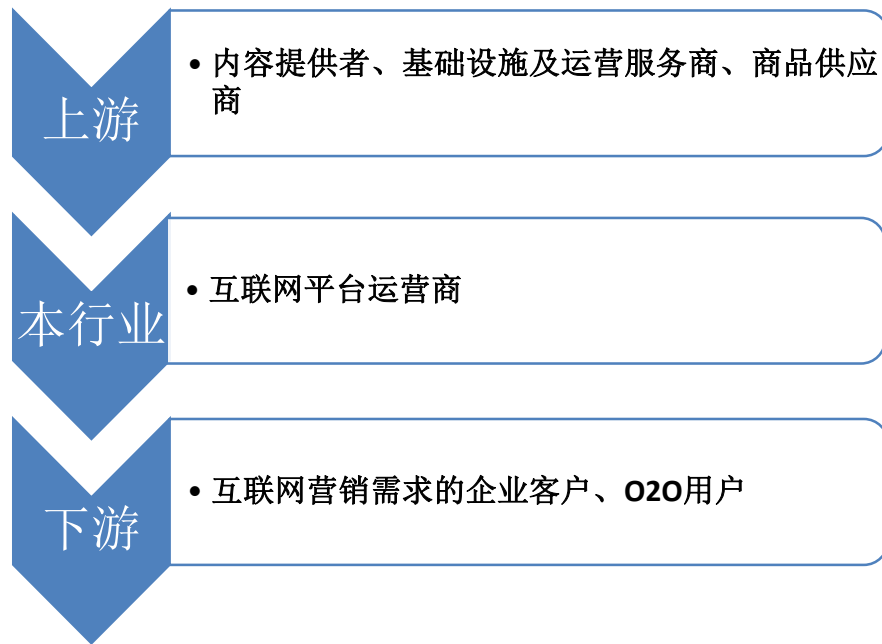 上游
• 内容提供者、基础设施及运营服务商、商品供应
商
本行业
• 互联网平台运营商
下游
• 互联网营销需求的企业客户、O2O用户